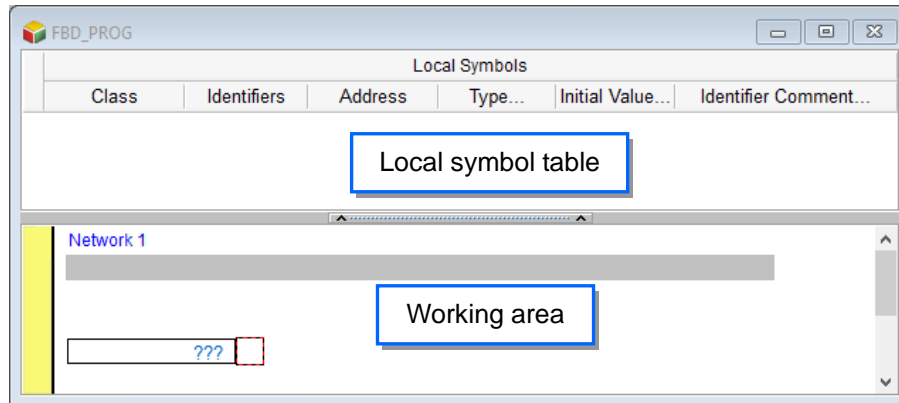 FBD_PROG
Local Symbols
Class Identifiers Address Type... Initial Value... Identifier Comment...
Local symbol table
Network 1
Working area
???